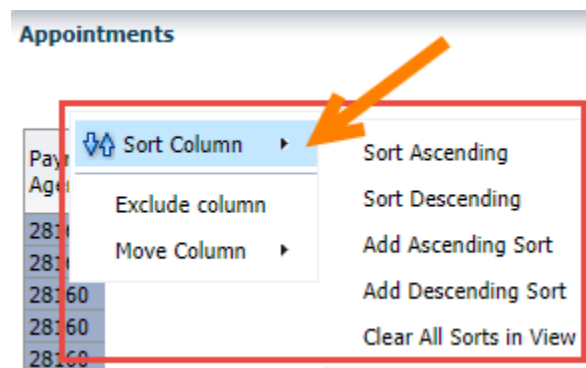 Appointments
Sort Column
Exclude column
Move Column
Sort Ascending
Sort Descending
Add Ascending Sort
Add Descending Sort
Clear All Sorts in View
28160
28160
28160